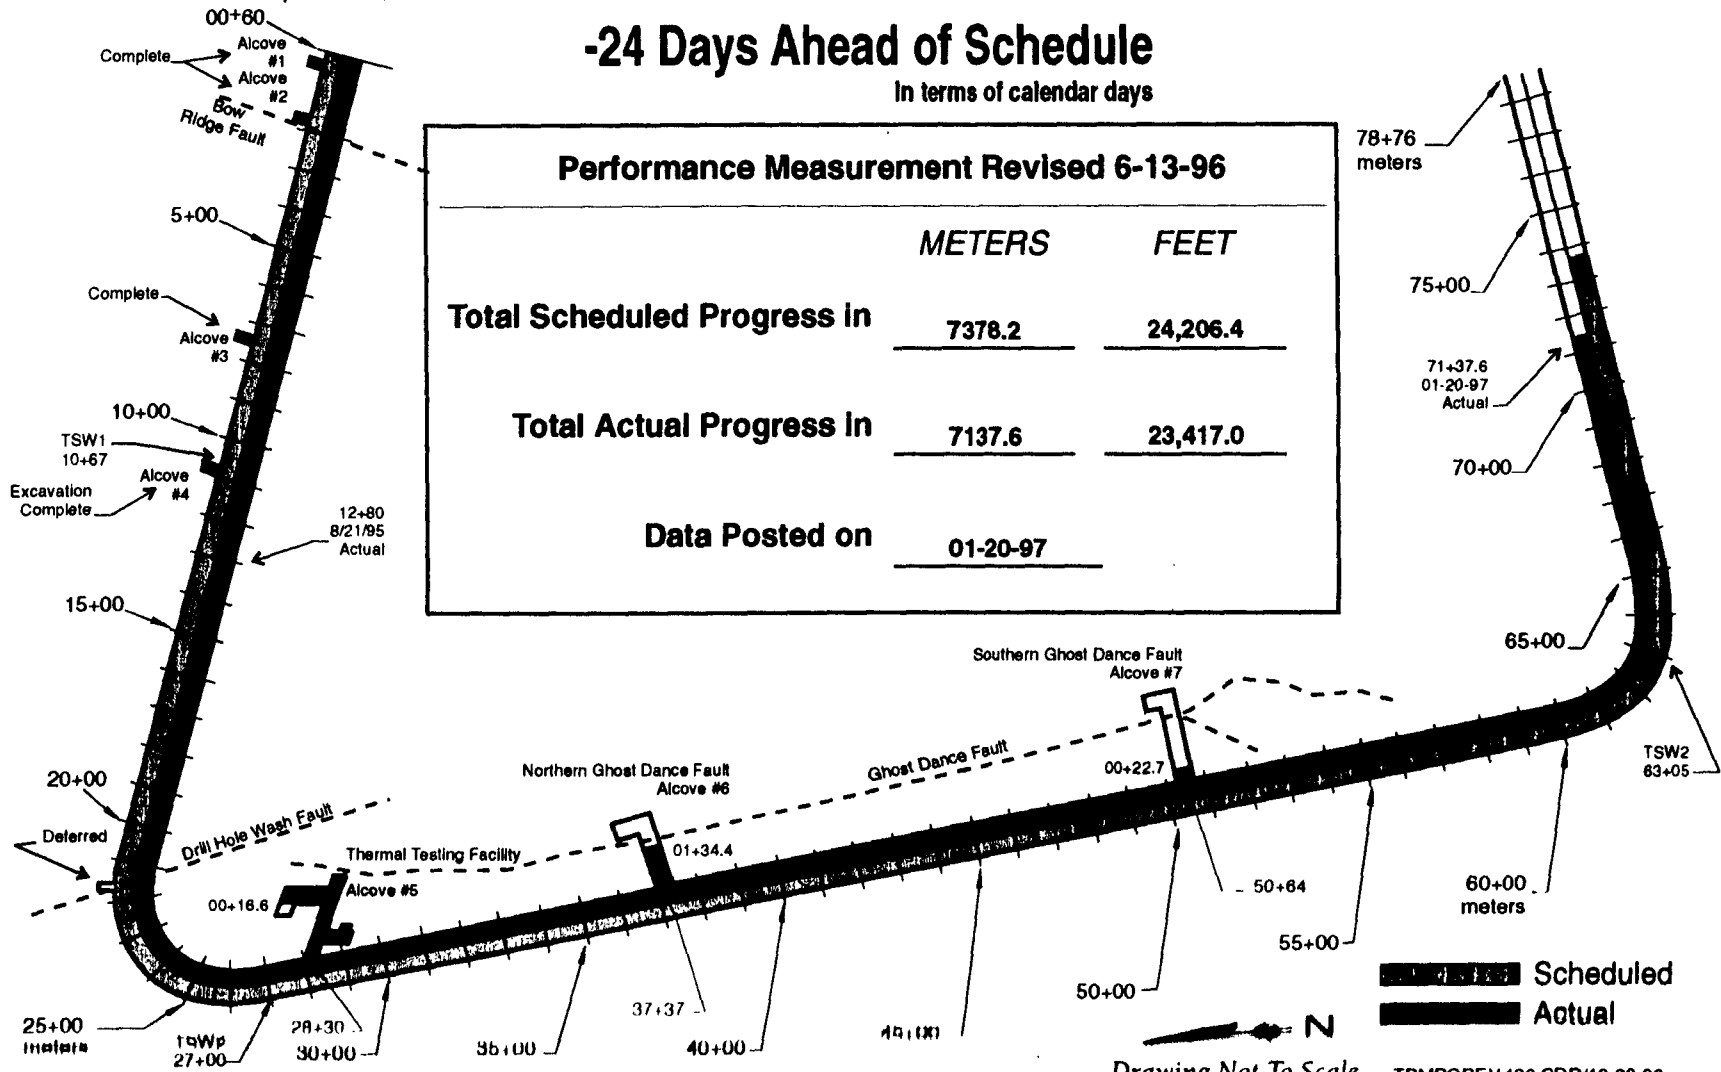 -24 Days Ahead of Schedule
In terms of calendar days
Performance Measurement Revised 6-13-96
METERS FEET
Total Scheduled Progress in 7378.2 24,206.4
Total Actual Progress in 7137.6 23,417.0
Data Posted on 01-20-97
00+60
Complete
Alcove
#1
Alcove
#2
Bow
Ridge Fault
5+00
Complete
Alcove
#3
10+00
TSW1
10+67
Alcove
#4
Excavation
Complete
12+80
8/21/95
Actual
15+00
20+00
Deferred
Drill Hole Wash Fault
Thermal Testing Facility
Alcove #5
00+16.6
25+00
meters
27+00
28+30
30+00
35+00
Northern Ghost Dance Fault
Alcove #6
01+34.4
37+37
40+00
Ghost Dance Fault
Southern Ghost Dance Fault
Alcove #7
00+22.7
50+00
50+64
55+00
60+00
meters
TSW2
63+05
65+00
70+00
71+37.6
01-20-97
Actual
75+00
78+76
meters
Scheduled
Actual
N
Drawing Not To Scale